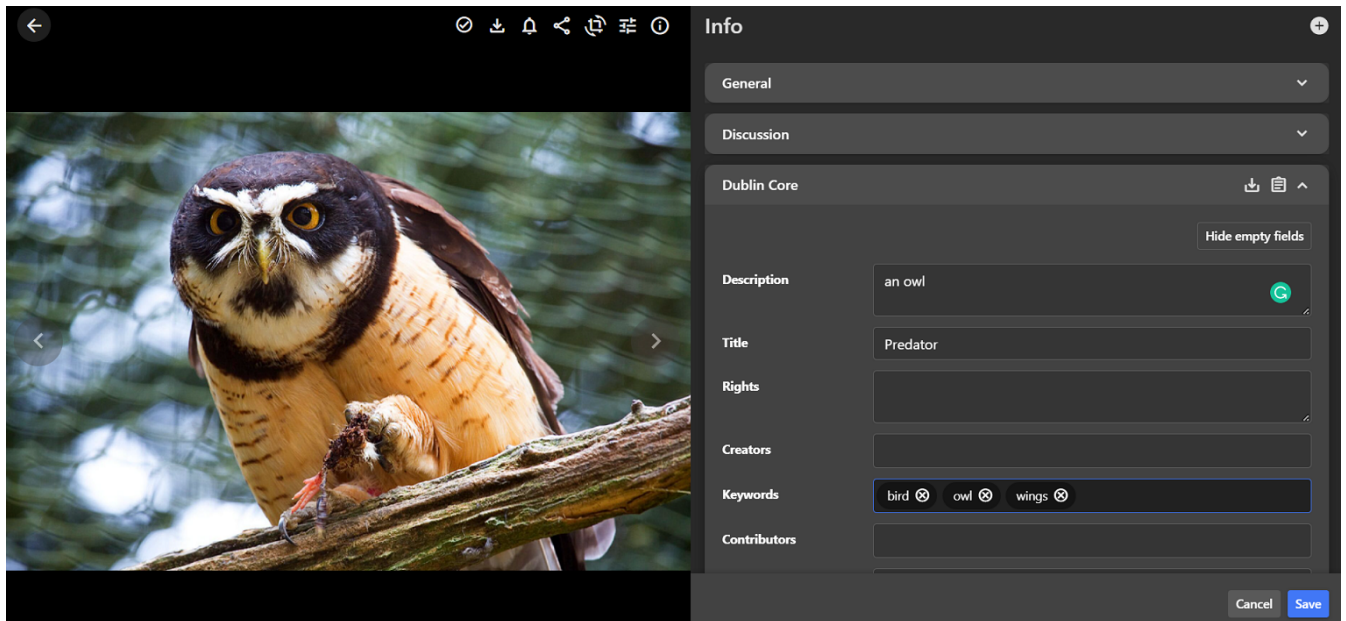 Info
General
Discussion
Dublin Core
Hide empty fields
Description
an owl
Title
Predator
Rights
Creators
Keywords
bird owl wings
Contributors
Cancel Save